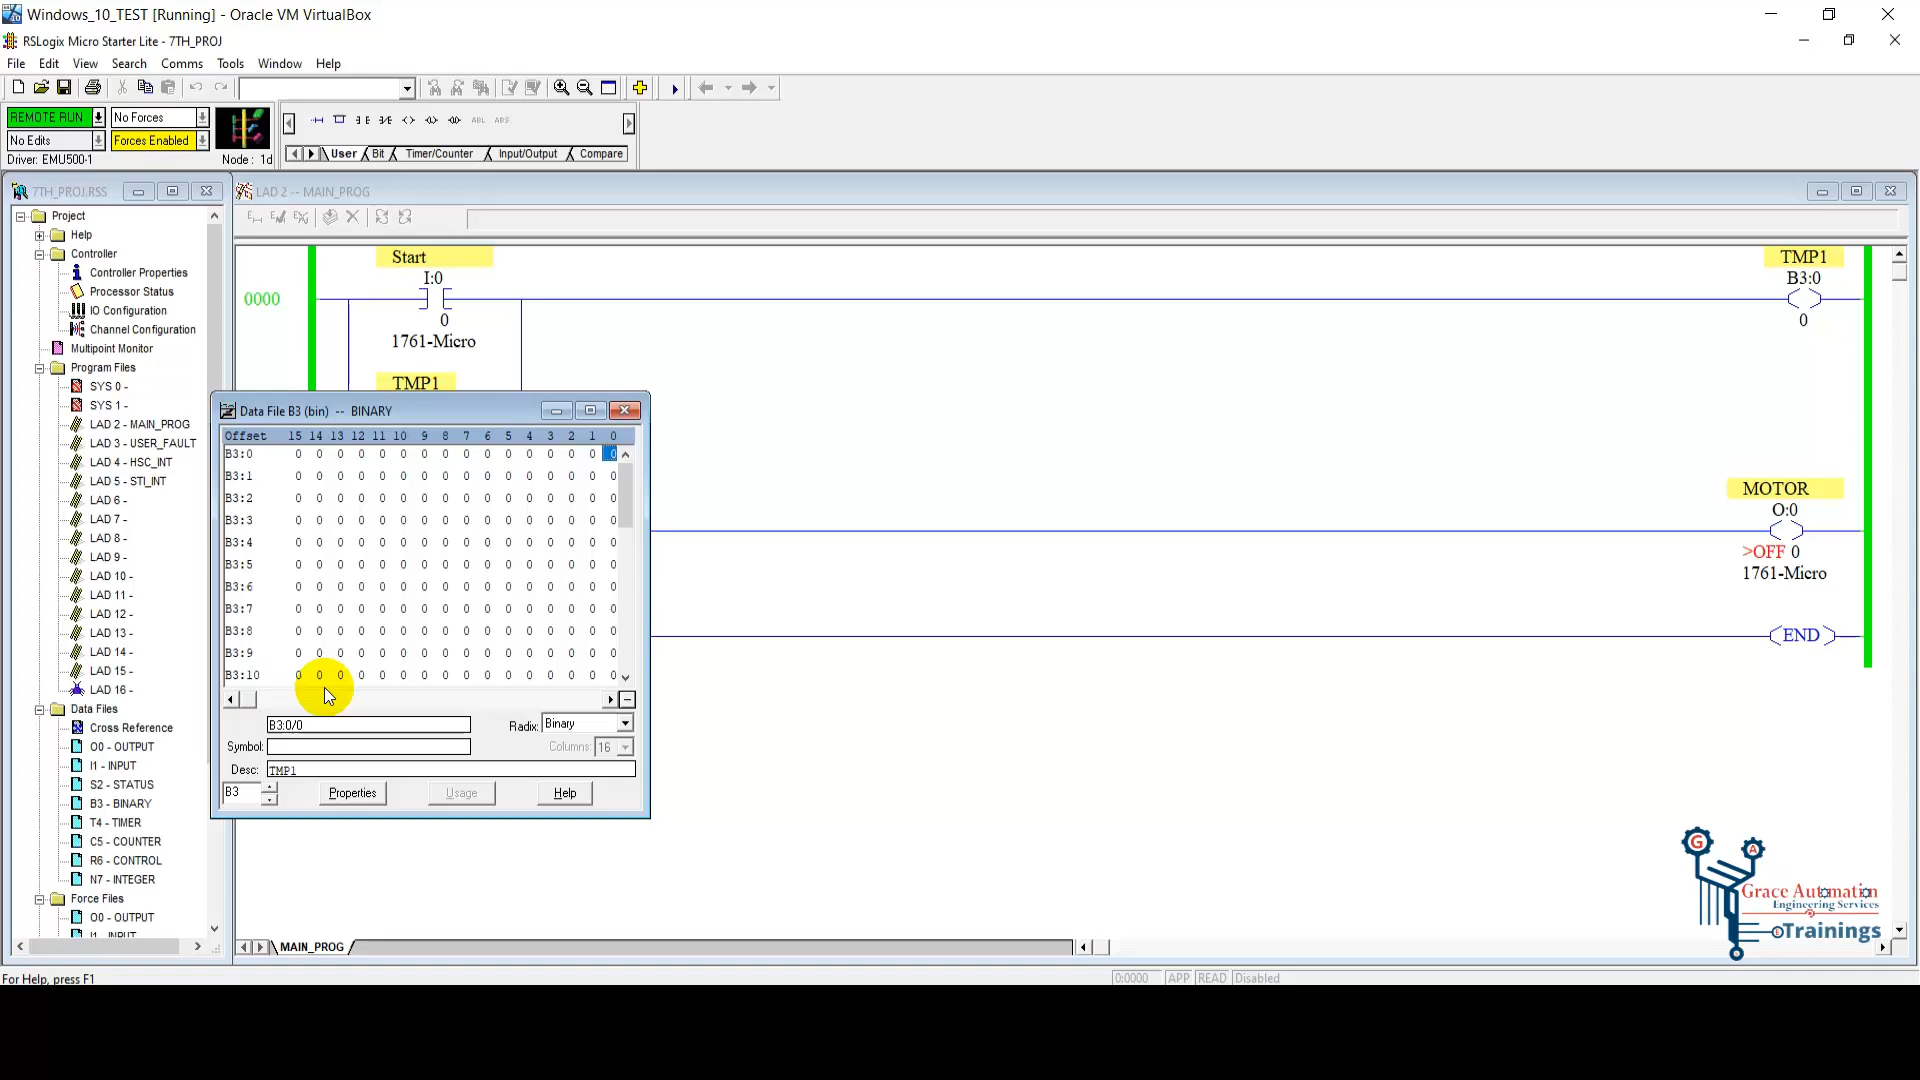 Windows_10_TEST [Running] - Oracle VM VirtualBox
RSLogix Micro Starter Lite - 7TH_PROJ
File Edit View Search Comms Tools Window Help
REMOTE RUN No Forces
No Edits Forces Enabled
Driver: EMU500-1 Node : 1d
ABL ABS
User Bit Timer/Counter Input/Output Compare
7TH_PROJ.RSS
Project
Help
Controller
Controller Properties
Processor Status
IO Configuration
Channel Configuration
Multipoint Monitor
Program Files
SYS 0 -
SYS 1 -
LAD 2 - MAIN_PROG
LAD 3 - USER_FAULT
LAD 4 - HSC_INT
LAD 5 - STI_INT
LAD 6 -
LAD 7 -
LAD 8 -
LAD 9 -
LAD 10 -
LAD 11 -
LAD 12 -
LAD 13 -
LAD 14 -
LAD 15 -
LAD 16 -
Data Files
Cross Reference
O0 - OUTPUT
I1 - INPUT
S2 - STATUS
B3 - BINARY
T4 - TIMER
C5 - COUNTER
R6 - CONTROL
N7 - INTEGER
Force Files
O0 - OUTPUT
I1 - INPUT
LAD 2 -- MAIN_PROG
Start
I:0
0000
0
1761-Micro
TMP1
TMP1
B3:0
0
MOTOR
O:0
>OFF 0
1761-Micro
END
Data File B3 (bin) -- BINARY
Offset 15 14 13 12 11 10 9 8 7 6 5 4 3 2 1 0
B3:0 0 0 0 0 0 0 0 0 0 0 0 0 0 0 0 0
B3:1 0 0 0 0 0 0 0 0 0 0 0 0 0 0 0 0
B3:2 0 0 0 0 0 0 0 0 0 0 0 0 0 0 0 0
B3:3 0 0 0 0 0 0 0 0 0 0 0 0 0 0 0 0
B3:4 0 0 0 0 0 0 0 0 0 0 0 0 0 0 0 0
B3:5 0 0 0 0 0 0 0 0 0 0 0 0 0 0 0 0
B3:6 0 0 0 0 0 0 0 0 0 0 0 0 0 0 0 0
B3:7 0 0 0 0 0 0 0 0 0 0 0 0 0 0 0 0
B3:8 0 0 0 0 0 0 0 0 0 0 0 0 0 0 0 0
B3:9 0 0 0 0 0 0 0 0 0 0 0 0 0 0 0 0
B3:10 0 0 0 0 0 0 0 0 0 0 0 0 0 0 0 0
B3:0/0 Radix: Binary
Symbol: Columns: 16
Desc: TMP1
B3 Properties Usage Help
MAIN_PROG
G A
Grace Automatin
Engineering Services
eTrainings
For Help, press F1
0:0000 APP READ Disabled